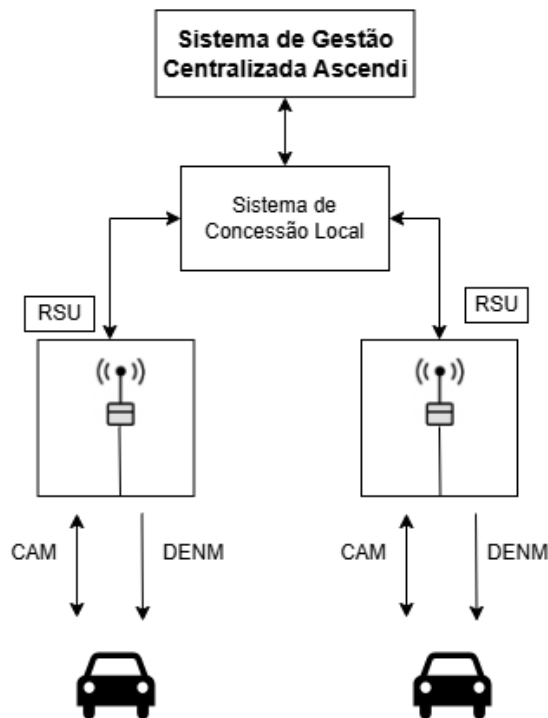 Sistema de Gestão
Centralizada Ascendi
Sistema de
Concessão Local
RSU
RSU
CAM
DENM
CAM
DENM